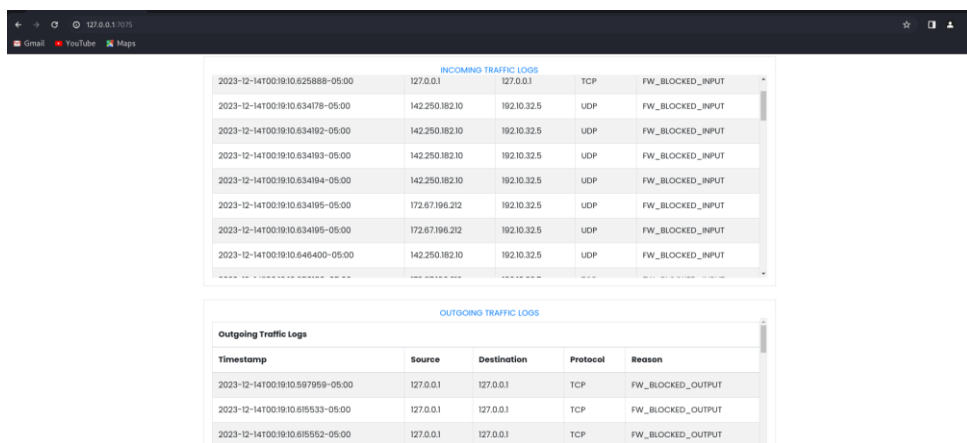 127.0.0.1:7075
Gmail YouTube Maps
INCOMING TRAFFIC LOGS
2023-12-14T00:19:10.625888-05:00 127.0.0.1 127.0.0.1 TCP FW_BLOCKED_INPUT
2023-12-14T00:19:10.634178-05:00 142.250.182.10 192.10.32.5 UDP FW_BLOCKED_INPUT
2023-12-14T00:19:10.634192-05:00 142.250.182.10 192.10.32.5 UDP FW_BLOCKED_INPUT
2023-12-14T00:19:10.634193-05:00 142.250.182.10 192.10.32.5 UDP FW_BLOCKED_INPUT
2023-12-14T00:19:10.634194-05:00 142.250.182.10 192.10.32.5 UDP FW_BLOCKED_INPUT
2023-12-14T00:19:10.634195-05:00 172.67.196.212 192.10.32.5 UDP FW_BLOCKED_INPUT
2023-12-14T00:19:10.634195-05:00 172.67.196.212 192.10.32.5 UDP FW_BLOCKED_INPUT
2023-12-14T00:19:10.646400-05:00 142.250.182.10 192.10.32.5 UDP FW_BLOCKED_INPUT
OUTGOING TRAFFIC LOGS
Outgoing Traffic Logs
Timestamp Source Destination Protocol Reason
2023-12-14T00:19:10.597959-05:00 127.0.0.1 127.0.0.1 TCP FW_BLOCKED_OUTPUT
2023-12-14T00:19:10.615533-05:00 127.0.0.1 127.0.0.1 TCP FW_BLOCKED_OUTPUT
2023-12-14T00:19:10.615552-05:00 127.0.0.1 127.0.0.1 TCP FW_BLOCKED_OUTPUT